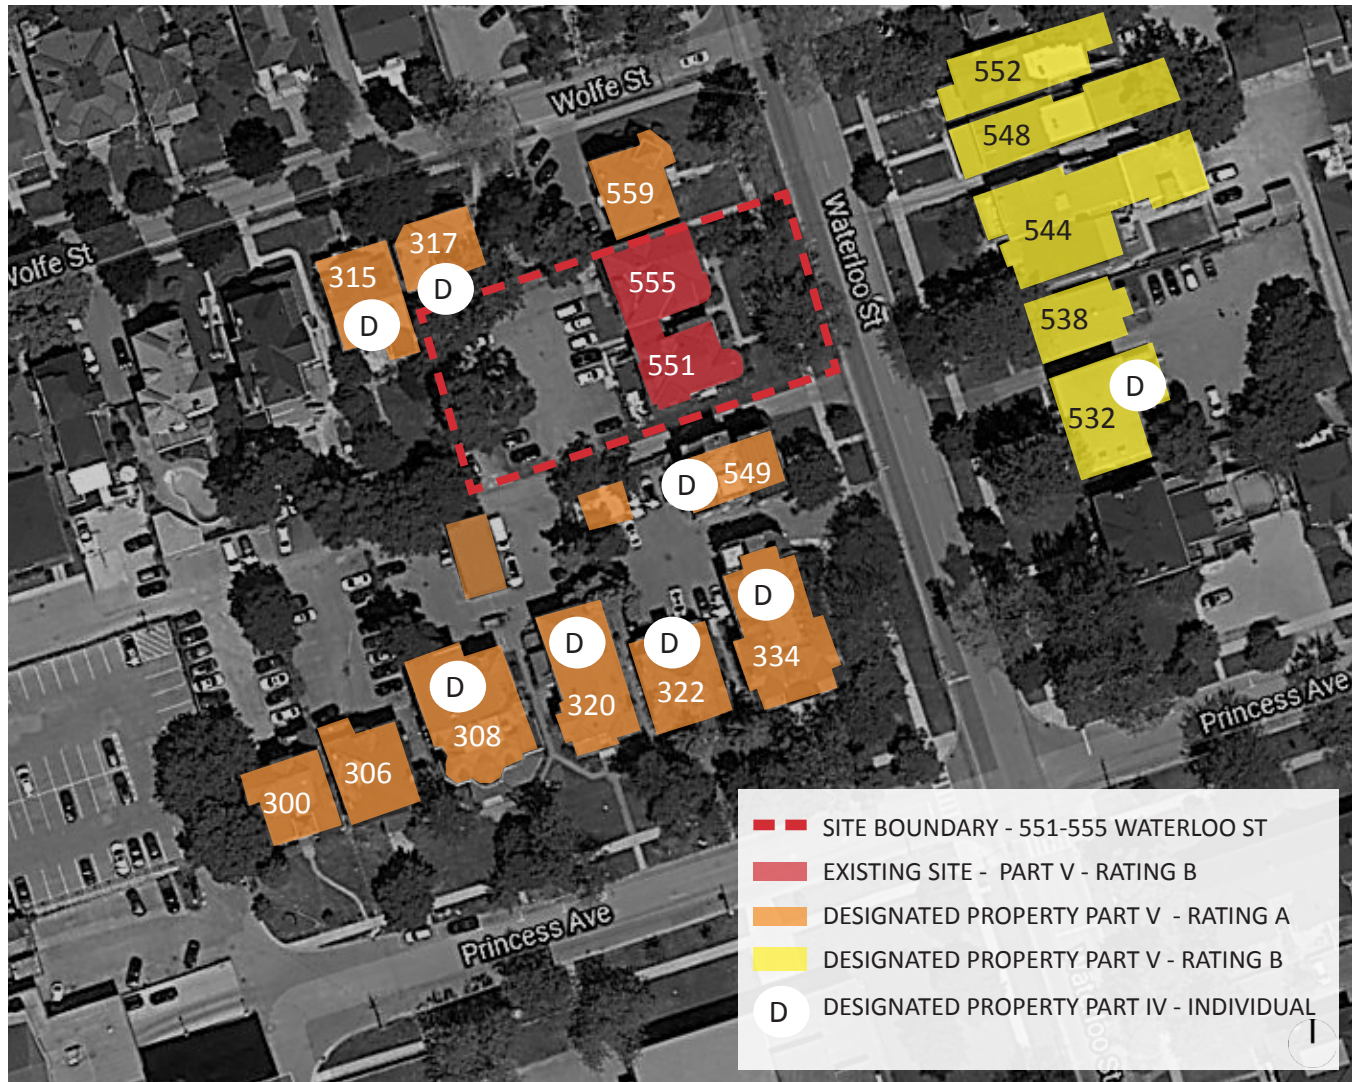 Wolfe St
552
548
559
Waterloo St
317
544
Wolfe St
315
D
555
D
538
551
D
532
549
D
D
D
D
334
D
320
322
308
Princess Ave
306
300
Princess Ave
SITE BOUNDARY - 551-555 WATERLOO ST
EXISTING SITE - PART V - RATING B
DESIGNATED PROPERTY PART V - RATING A
DESIGNATED PROPERTY PART V - RATING B
D DESIGNATED PROPERTY PART IV - INDIVIDUAL